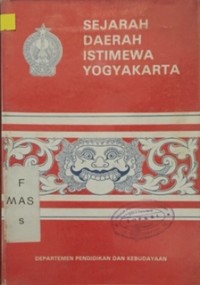 SEJARAH
DAERAH
ISTIMEWA
YOGYAKARTA
F
MAS
s
DEPARTEMEN PENDIDIKAN DAN KEBUDAYAAN